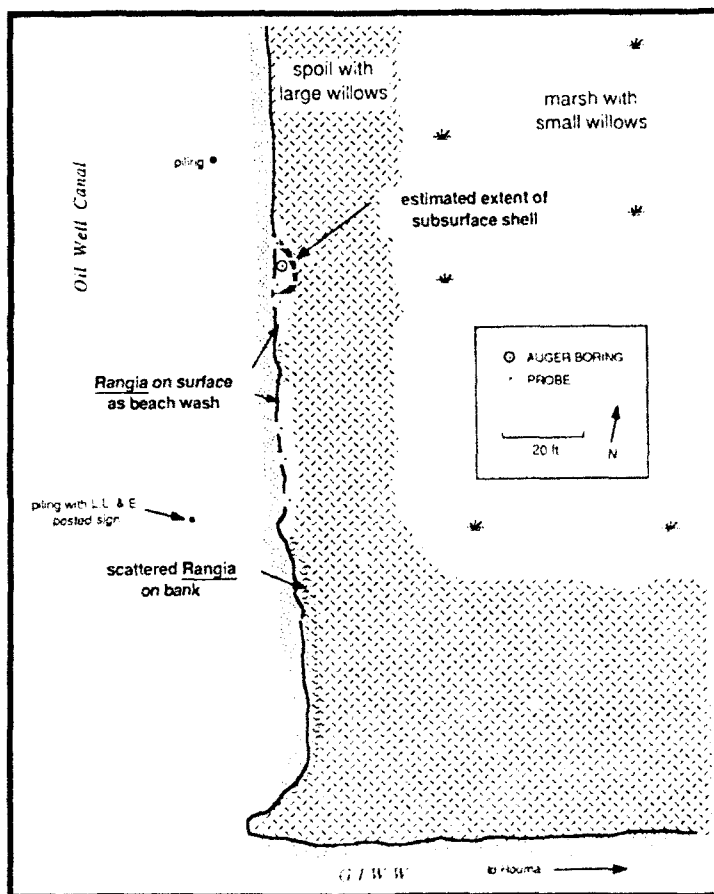 spoil with
large willows
marsh with
small willows
piling
Oil Well Canal
estimated extent of
subsurface shell
AUGER BORING
PROBE
20 ft
N
Rangia on surface
as beach wash
piling with L.L. & E.
posted sign
scattered Rangia
on bank
GIWW
to Houma